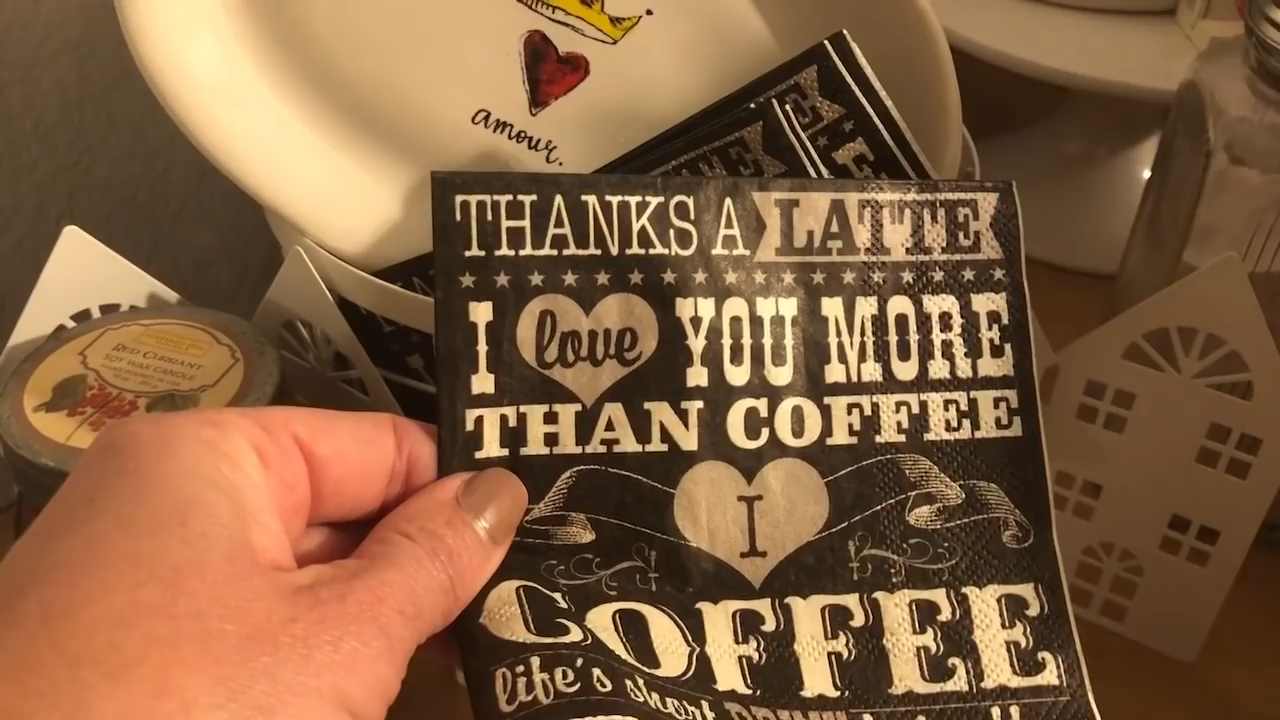 amour.
THANKS A LATTE
I love YOU MORE
THAN COFFEE
I
COFFEE
life's short
RED CURRANT
SOY WAX CANDLE